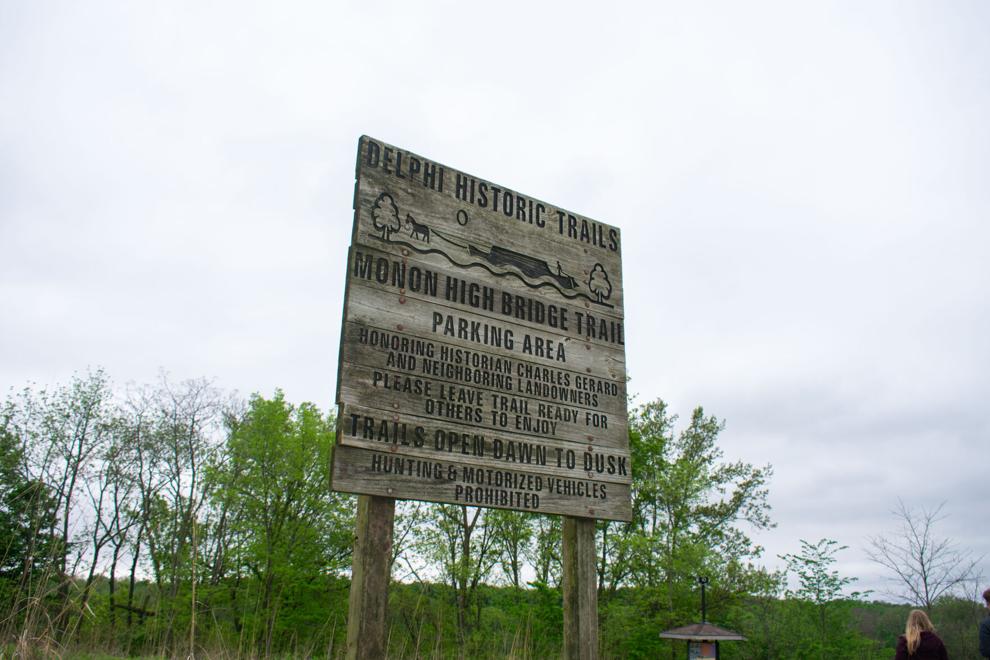 DELPHI HISTORIC TRAILS
MONON HIGH BRIDGE TRAIL
PARKING AREA
HONORING HISTORIAN CHARLES GERARD
AND NEIGHBORING LANDOWNERS
PLEASE LEAVE TRAIL READY FOR
OTHERS TO ENJOY
TRAILS OPEN DAWN TO DUSK
HUNTING & MOTORIZED VEHICLES
PROHIBITED